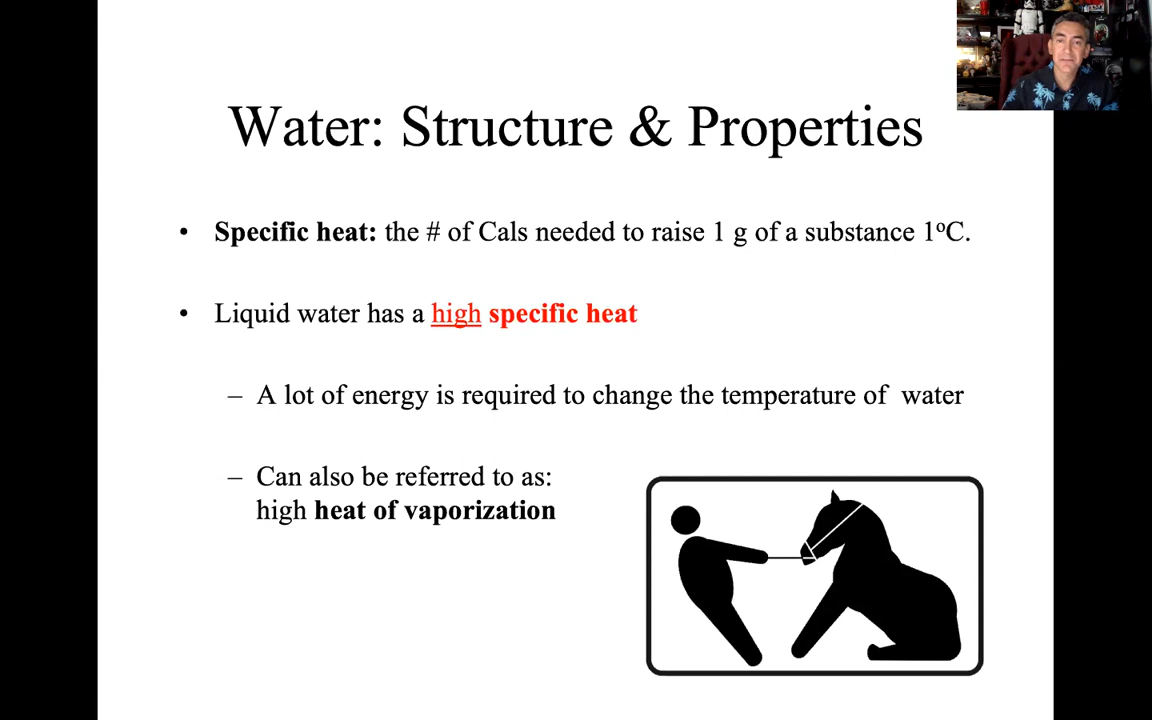 Water: Structure & Properties
• Specific heat: the # of Cals needed to raise 1 g of a substance 1ºC.
• Liquid water has a high specific heat
– A lot of energy is required to change the temperature of water
– Can also be referred to as:
high heat of vaporization